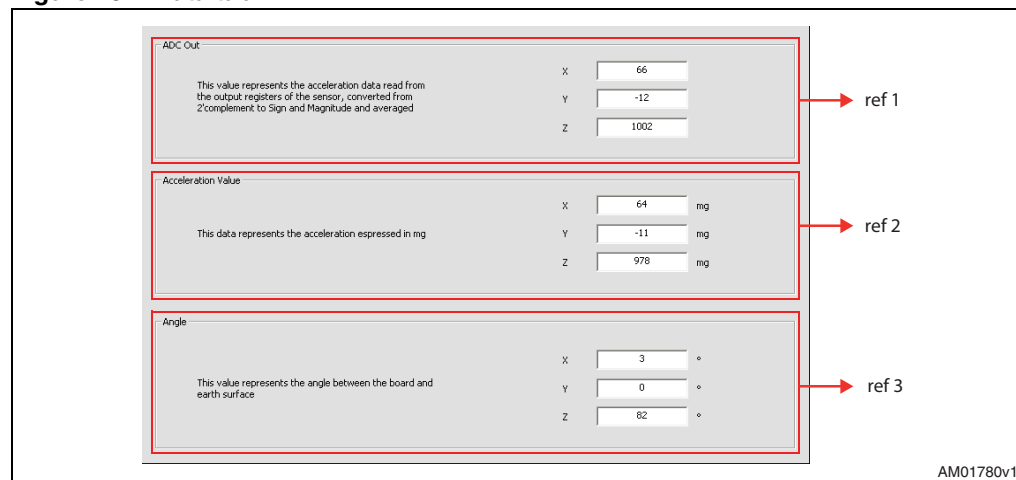 ADC Out
This value represents the acceleration data read from
the output registers of the sensor, converted from
2'complement to Sign and Magnitude and averaged
X 66
Y -12
Z 1002
ref 1
Acceleration Value
This data represents the acceleration espressed in mg
X 64 mg
Y -11 mg
Z 978 mg
ref 2
Angle
This value represents the angle between the board and
earth surface
X 3 °
Y 0 °
Z 82 °
ref 3
AM01780v1